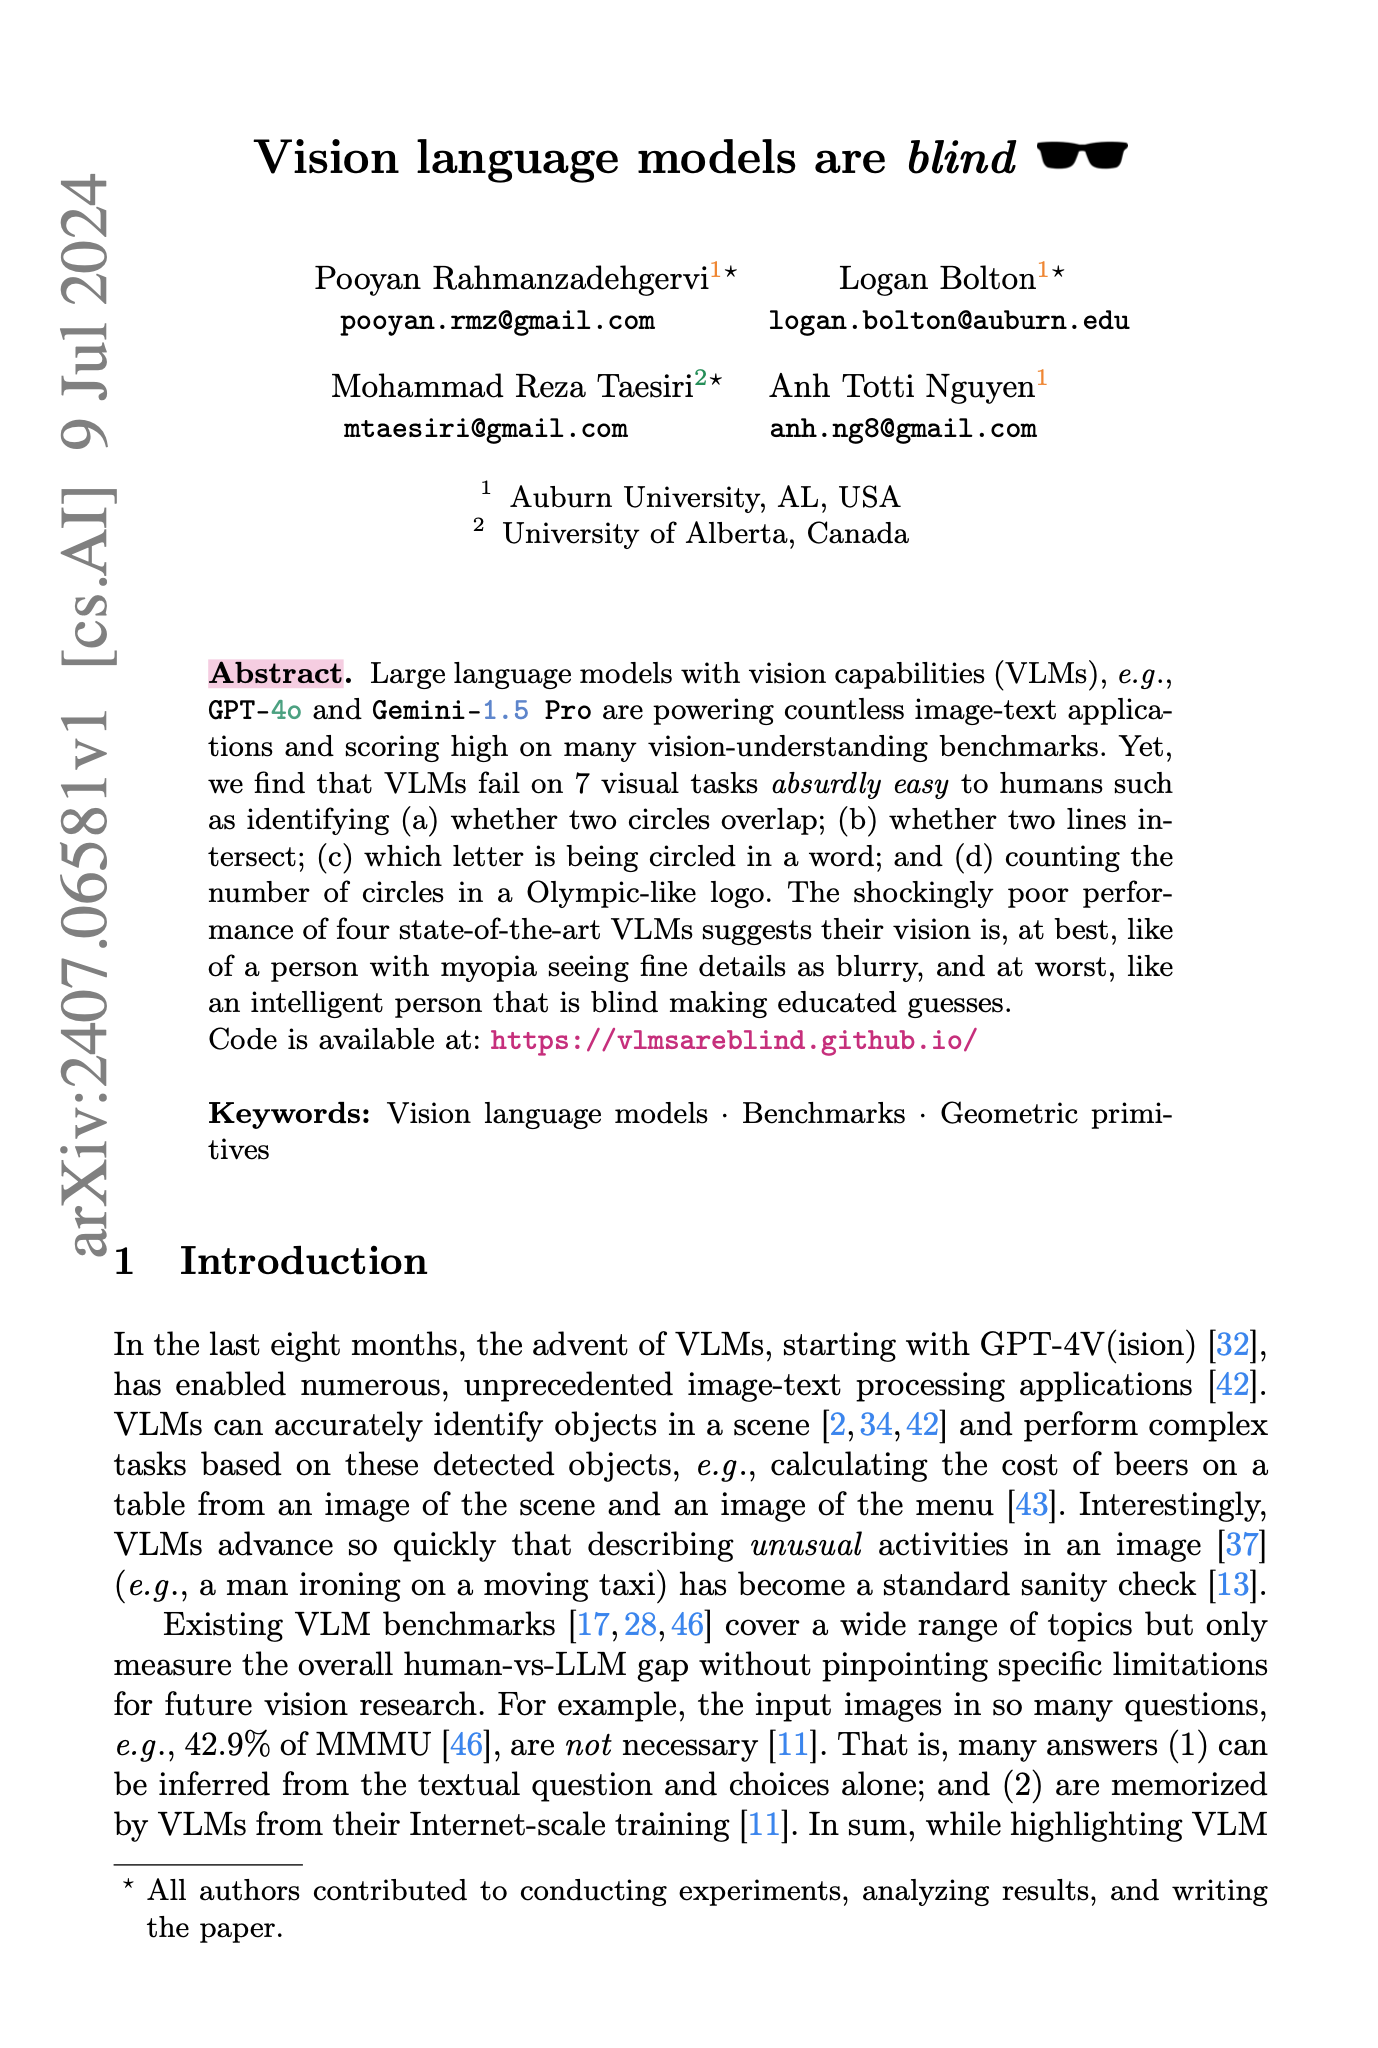 Vision language models are blind 🕶
Pooyan Rahmanzadehgervi1⋆ Logan Bolton1⋆
pooyan.rmz@gmail.com logan.bolton@auburn.edu
Mohammad Reza Taesiri2⋆ Anh Totti Nguyen1
mtaesiri@gmail.com anh.ng8@gmail.com
1 Auburn University, AL, USA
2 University of Alberta, Canada
arXiv:2407.06581v1 [cs.AI] 9 Jul 2024
Abstract. Large language models with vision capabilities (VLMs), e.g.,
GPT-4o and Gemini-1.5 Pro are powering countless image-text applica-
tions and scoring high on many vision-understanding benchmarks. Yet,
we find that VLMs fail on 7 visual tasks absurdly easy to humans such
as identifying (a) whether two circles overlap; (b) whether two lines in-
tersect; (c) which letter is being circled in a word; and (d) counting the
number of circles in a Olympic-like logo. The shockingly poor perfor-
mance of four state-of-the-art VLMs suggests their vision is, at best, like
of a person with myopia seeing fine details as blurry, and at worst, like
an intelligent person that is blind making educated guesses.
Code is available at: https://vlmsareblind.github.io/
Keywords: Vision language models · Benchmarks · Geometric primi-
tives
1 Introduction
In the last eight months, the advent of VLMs, starting with GPT-4V(ision) [32],
has enabled numerous, unprecedented image-text processing applications [42].
VLMs can accurately identify objects in a scene [2,34,42] and perform complex
tasks based on these detected objects, e.g., calculating the cost of beers on a
table from an image of the scene and an image of the menu [43]. Interestingly,
VLMs advance so quickly that describing unusual activities in an image [37]
(e.g., a man ironing on a moving taxi) has become a standard sanity check [13].
Existing VLM benchmarks [17,28,46] cover a wide range of topics but only
measure the overall human-vs-LLM gap without pinpointing specific limitations
for future vision research. For example, the input images in so many questions,
e.g., 42.9% of MMMU [46], are not necessary [11]. That is, many answers (1) can
be inferred from the textual question and choices alone; and (2) are memorized
by VLMs from their Internet-scale training [11]. In sum, while highlighting VLM
⋆ All authors contributed to conducting experiments, analyzing results, and writing
the paper.